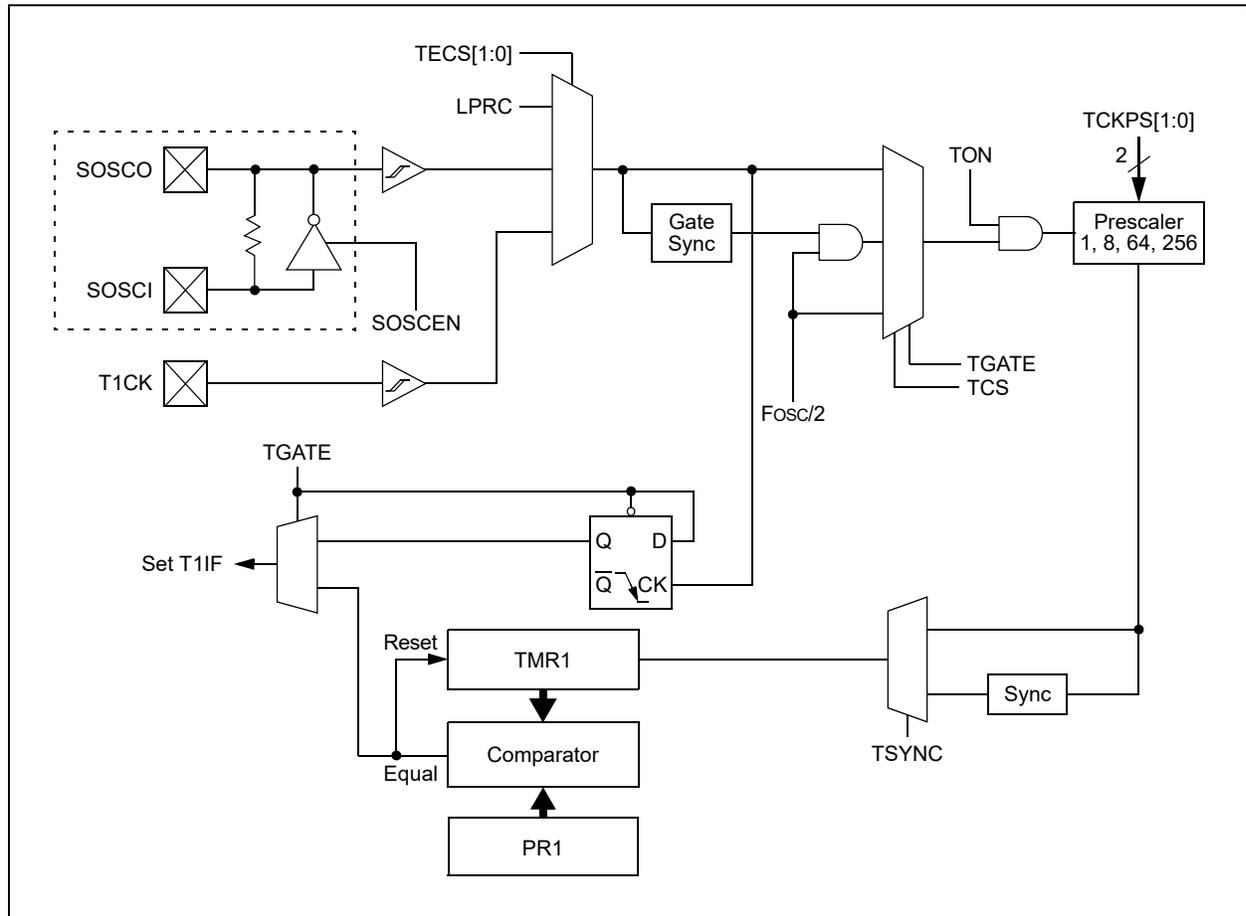 TECS[1:0]
LPRC
TCKPS[1:0]
SOSCO
TON
2
Gate
Sync
Prescaler
1, 8, 64, 256
SOSCI
SOSCEN
TGATE
T1CK
TCS
FOSC/2
TGATE
Q
D
Set T1IF
Q̅
CK
Reset
TMR1
Sync
Comparator
TSYNC
Equal
PR1